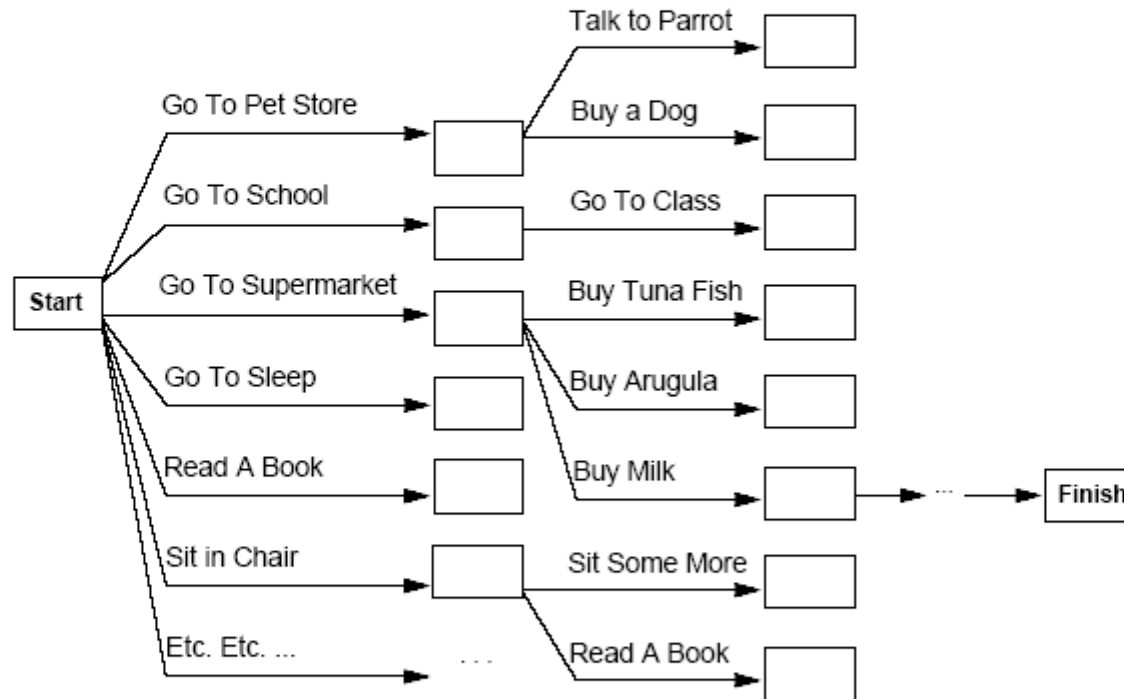 Talk to Parrot
Go To Pet Store
Buy a Dog
Go To School
Go To Class
Start
Go To Supermarket
Buy Tuna Fish
Go To Sleep
Buy Arugula
Read A Book
Buy Milk
...
Finish
Sit in Chair
Sit Some More
Etc. Etc. ...
. . .
Read A Book